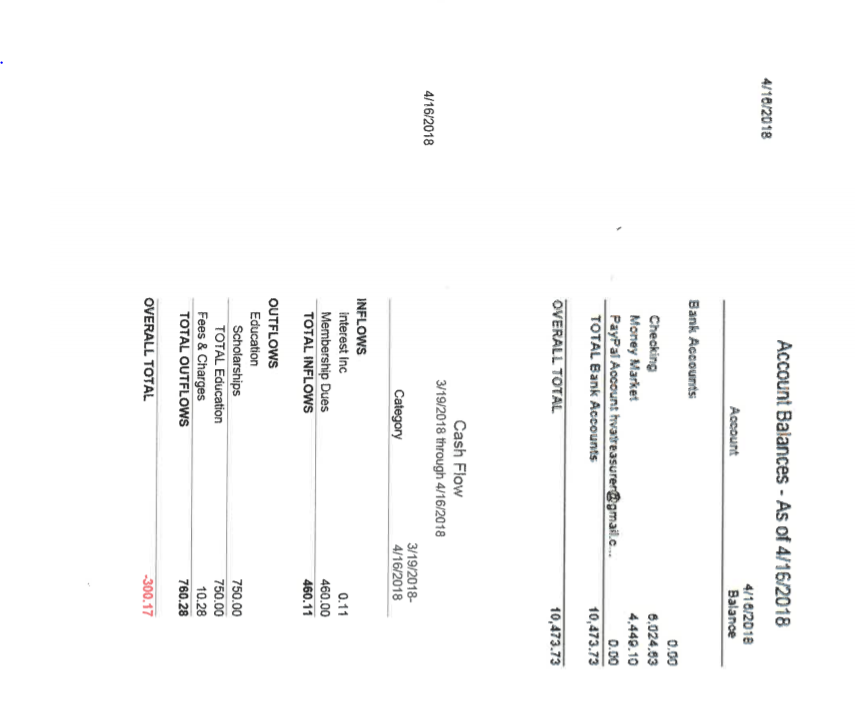 4/16/2018
Account Balances - As of 4/16/2018
4/16/2018
Account Balance
Bank Accounts
0.00
Checking 6,024.63
Money Market 4,449.10
PayPal Account hvatreasurer@gmail.c... 0.00
TOTAL Bank Accounts 10,473.73
OVERALL TOTAL 10,473.73
Cash Flow
3/19/2018 through 4/16/2018
4/16/2018
3/19/2018-
Category 4/16/2018
INFLOWS
Interest Inc 0.11
Membership Dues 460.00
TOTAL INFLOWS 460.11
OUTFLOWS
Education
Scholarships 750.00
TOTAL Education 750.00
Fees & Charges 10.28
TOTAL OUTFLOWS 760.28
OVERALL TOTAL -300.17